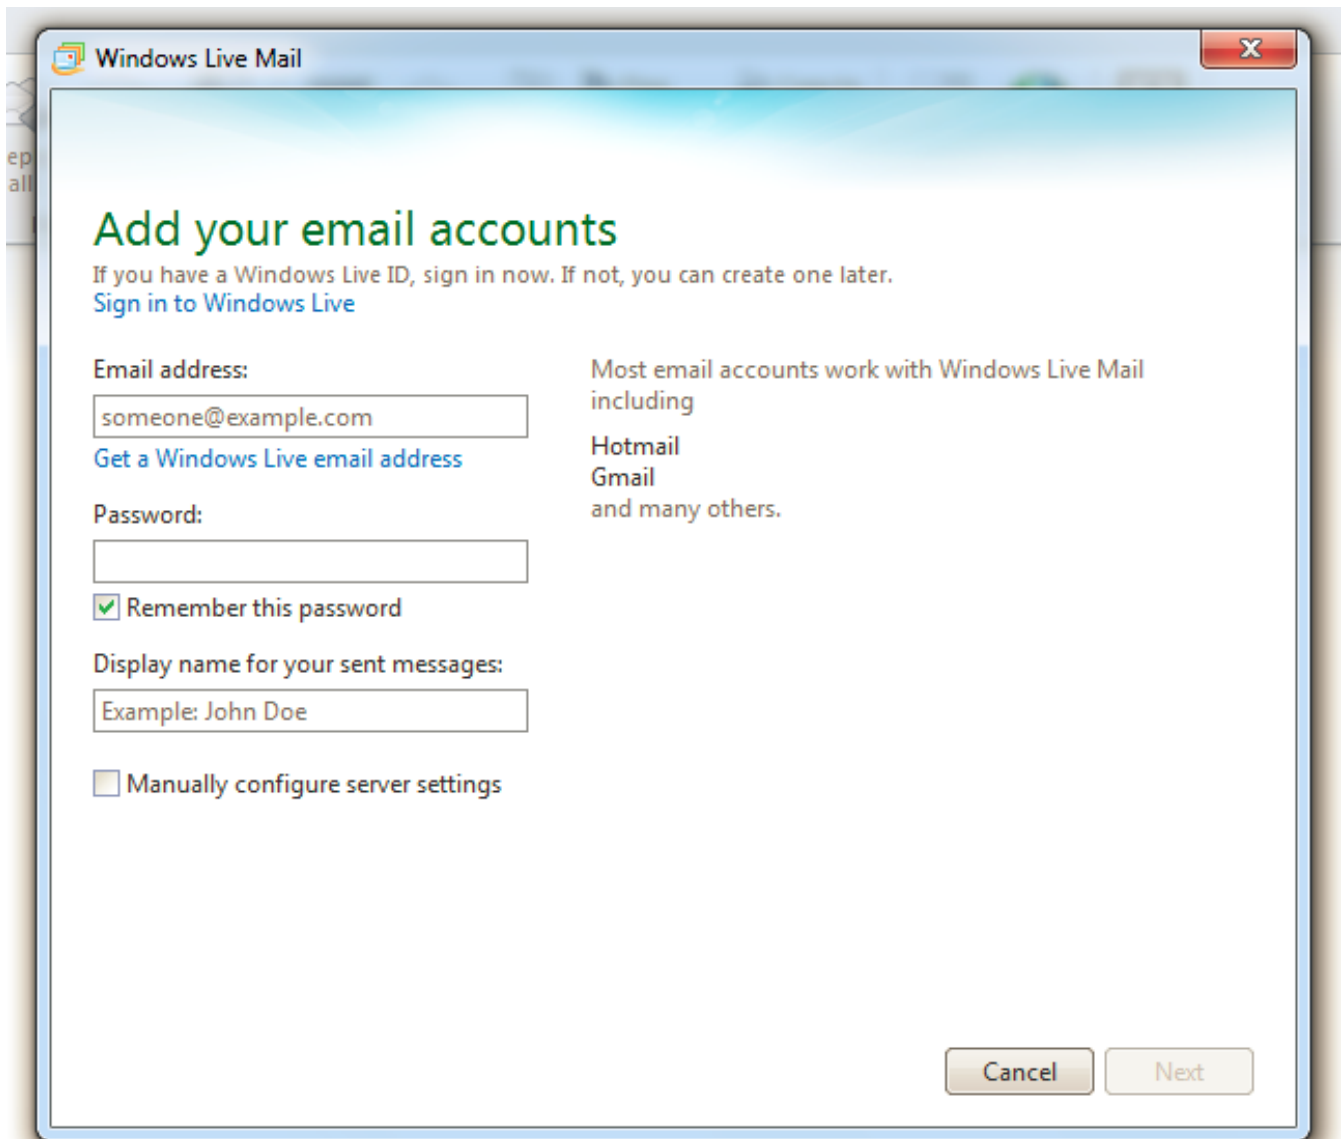 Windows Live Mail
ep
all
Add your email accounts
If you have a Windows Live ID, sign in now. If not, you can create one later.
Sign in to Windows Live
Email address:
someone@example.com
Get a Windows Live email address
Password:
Remember this password
Display name for your sent messages:
Example: John Doe
Manually configure server settings
Most email accounts work with Windows Live Mail
including
Hotmail
Gmail
and many others.
Cancel
Next